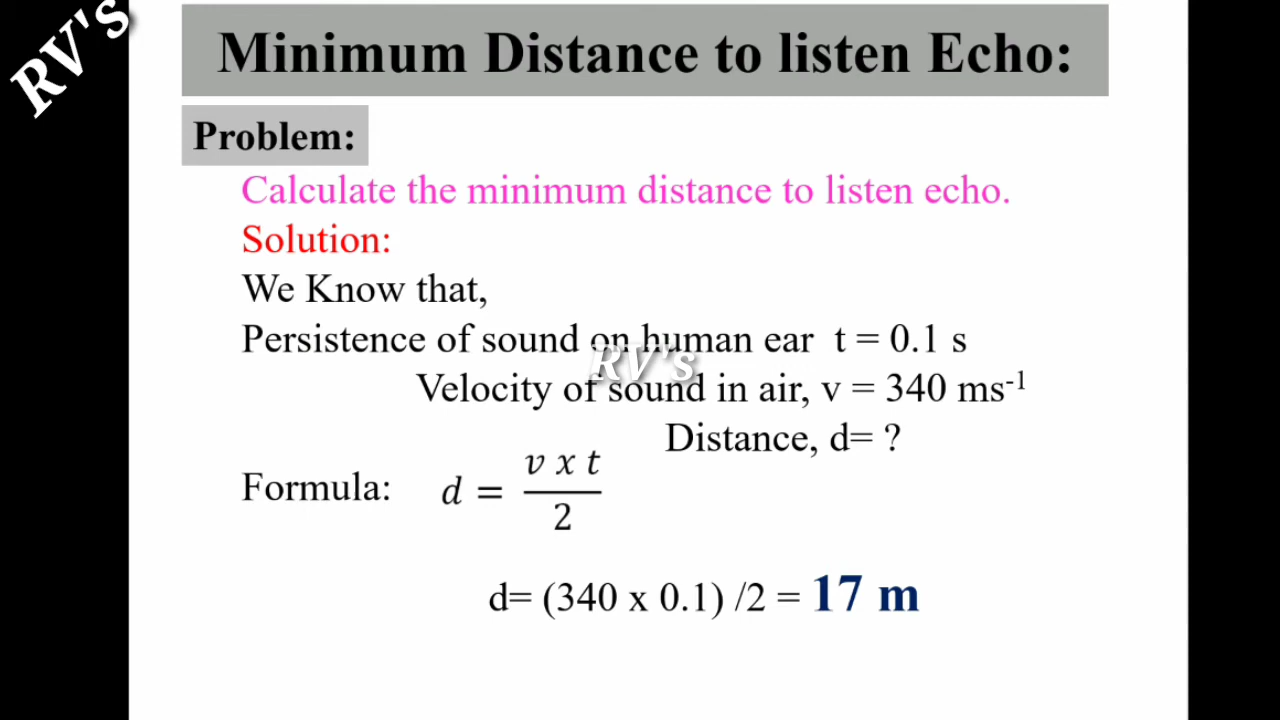 RV's
Minimum Distance to listen Echo:
Problem:
Calculate the minimum distance to listen echo.
Solution:
We Know that,
Persistence of sound on human ear t = 0.1 s
RV's
Velocity of sound in air, v = 340 ms⁻¹
Distance, d= ?
Formula: d = (v x t)/2
d= (340 x 0.1) /2 = 17 m